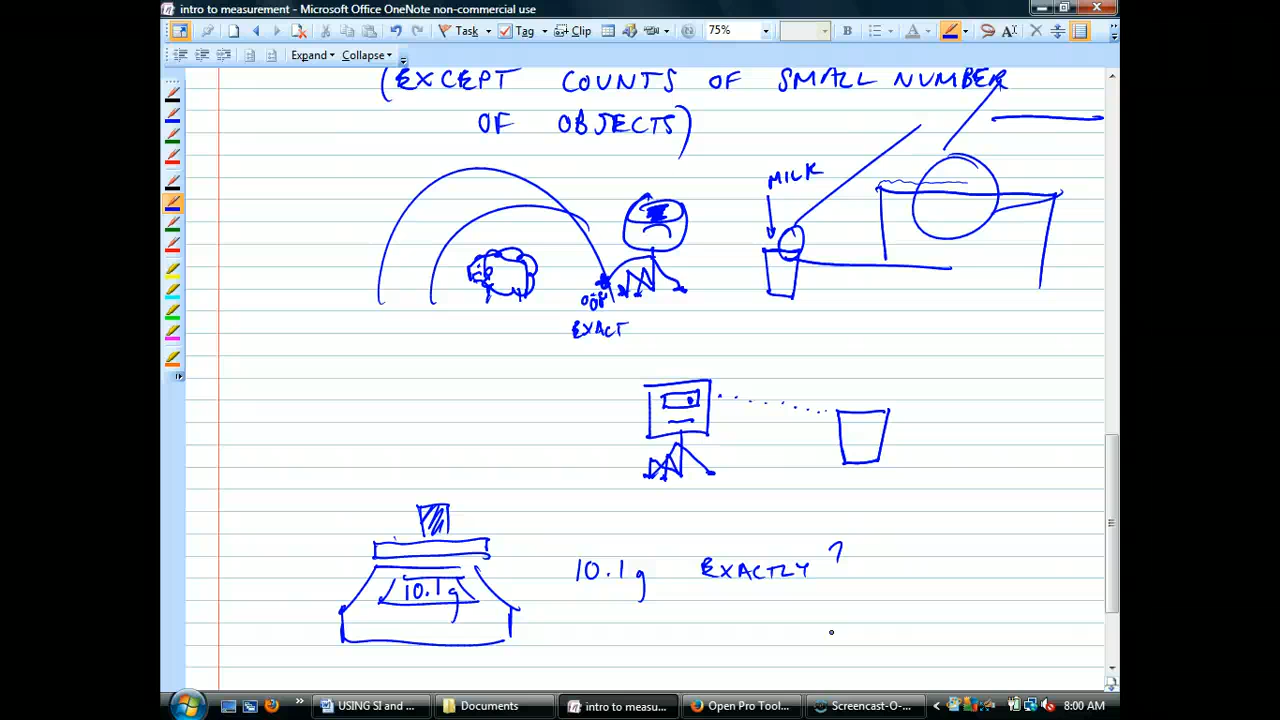 intro to measurement - Microsoft Office OneNote non-commercial use
Task Tag Clip 75% B A
Expand Collapse
(EXCEPT COUNTS OF SMALL NUMBER
OF OBJECTS)
MILK
EXACT
10.1g
10.1g EXACTLY ?
USING SI and ... Documents intro to measu... Open Pro Tool... Screencast-O-... 8:00 AM